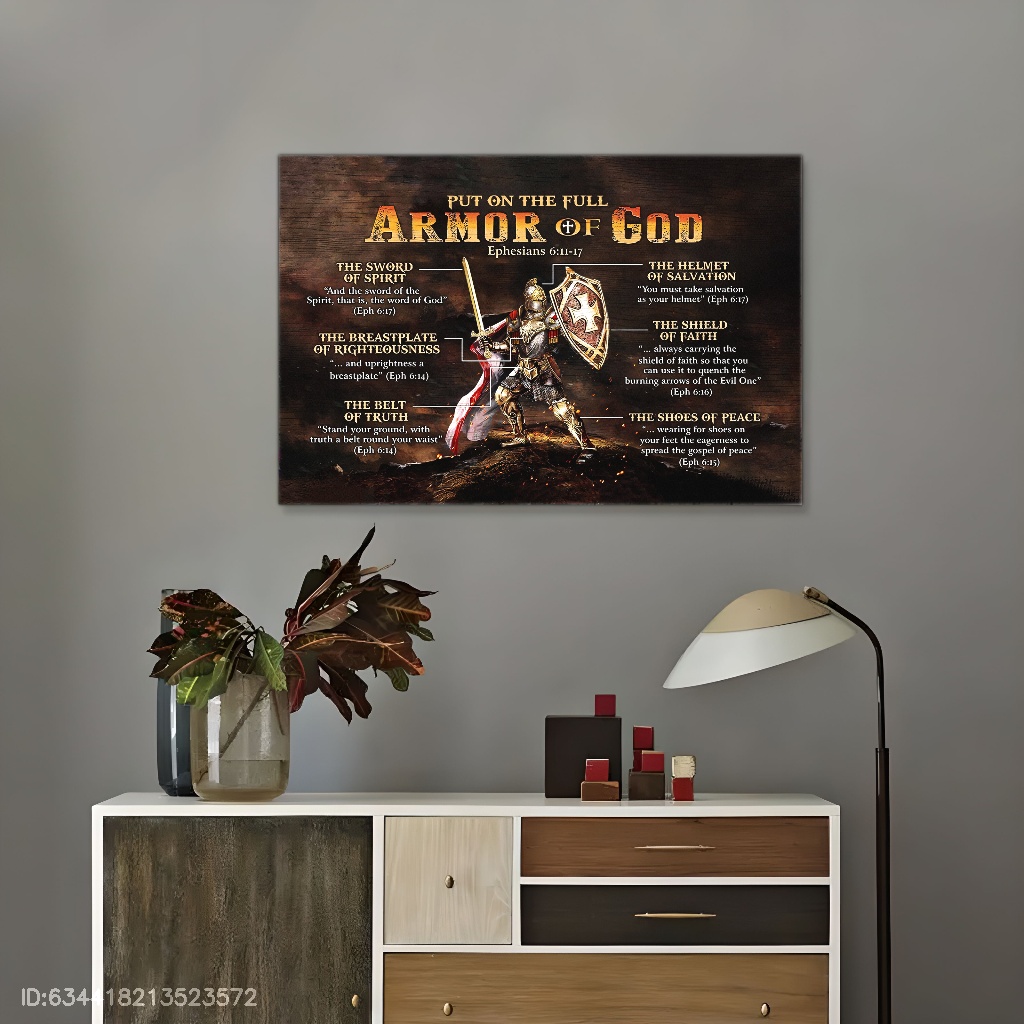 PUT ON THE FULL
ARMOR OF GOD
Ephesians 6:11-17
THE SWORD
OF SPIRIT
“And the sword of the
Spirit, that is, the word of God”
(Eph 6:17)
THE BREASTPLATE
OF RIGHTEOUSNESS
“... and uprightness a
breastplate” (Eph 6:14)
THE BELT
OF TRUTH
“Stand your ground, with
truth a belt round your waist”
(Eph 6:14)
THE HELMET
OF SALVATION
“You must take salvation
as your helmet” (Eph 6:17)
THE SHIELD
OF FAITH
“... always carrying the
shield of faith so that you
can use it to quench the
burning arrows of the Evil One”
(Eph 6:16)
THE SHOES OF PEACE
“... wearing for shoes on
your feet the eagerness to
spread the gospel of peace”
(Eph 6:15)
ID:634418213523572